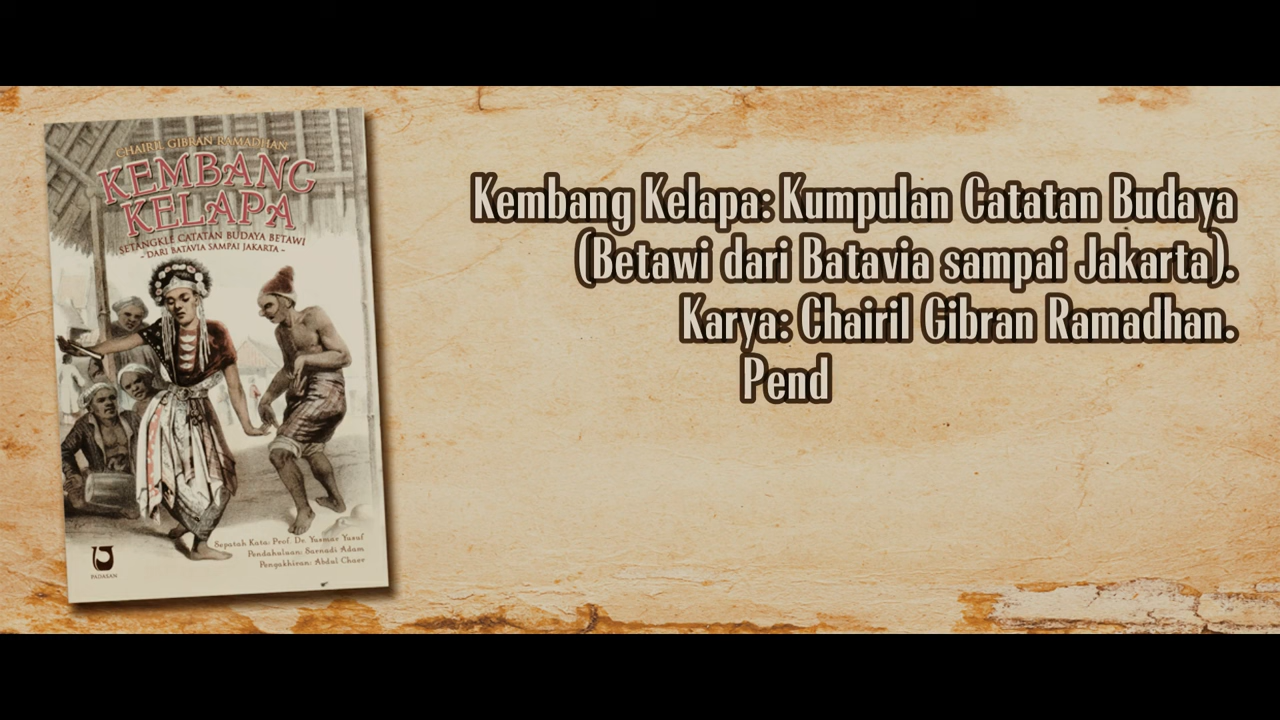 CHAIRIL GIBRAN RAMADHAN
KEMBANG
KELAPA
SETANGKLE CATATAN BUDAYA BETAWI
- DARI BATAVIA SAMPAI JAKARTA -
Sepatah Kata: Prof. Dr. Yasmar Yusuf
Pendahuluan: Sarnadi Adam
Pengakhiran: Abdul Chaer
PADASAN
Kembang Kelapa: Kumpulan Catatan Budaya
(Betawi dari Batavia sampai Jakarta).
Karya: Chairil Gibran Ramadhan.
Pend